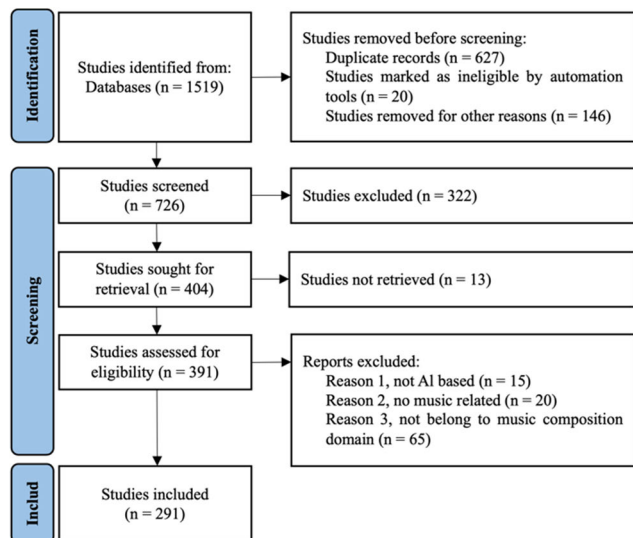 Identification
Studies identified from:
Databases (n = 1519)
Studies removed before screening:
Duplicate records (n = 627)
Studies marked as ineligible by automation
tools (n = 20)
Studies removed for other reasons (n = 146)
Screening
Studies screened
(n = 726)
Studies excluded (n = 322)
Studies sought for
retrieval (n = 404)
Studies not retrieved (n = 13)
Studies assessed for
eligibility (n = 391)
Reports excluded:
Reason 1, not AI based (n = 15)
Reason 2, no music related (n = 20)
Reason 3, not belong to music composition
domain (n = 65)
Includ
Studies included
(n = 291)